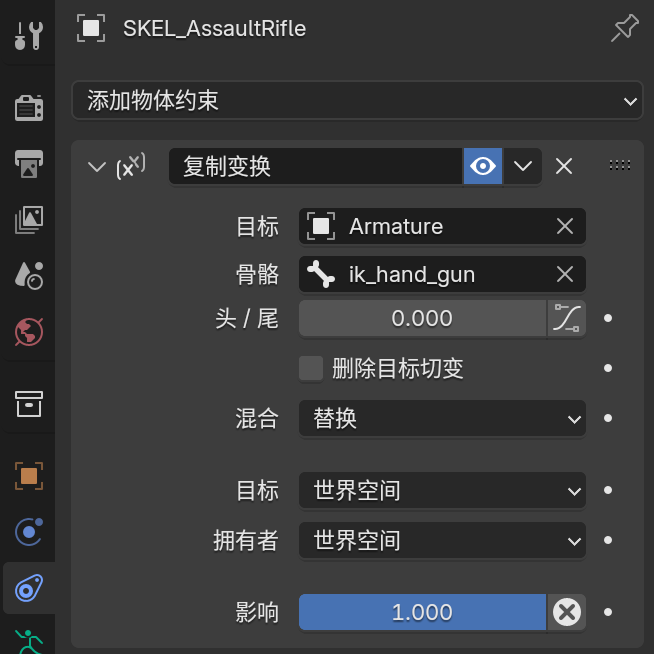 SKEL_AssaultRifle
添加物体约束
复制变换
目标 Armature
骨骼 ik_hand_gun
头 / 尾 0.000
删除目标切变
混合 替换
目标 世界空间
拥有者 世界空间
影响 1.000